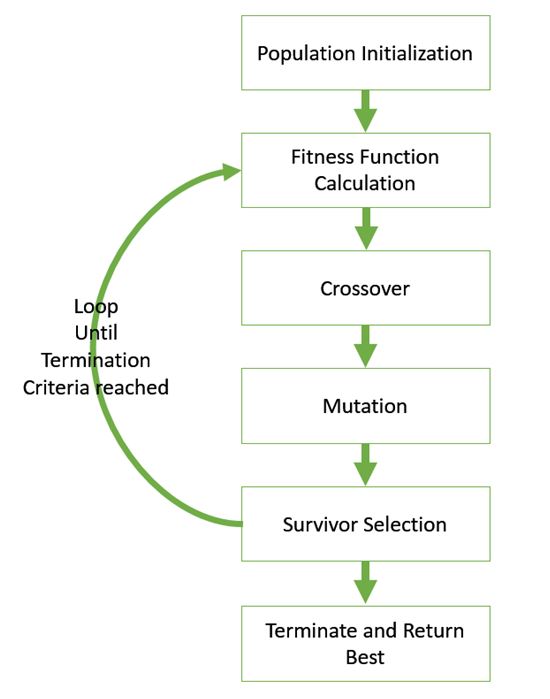 Population Initialization
Fitness Function
Calculation
Crossover
Loop
Until
Termination
Criteria reached
Mutation
Survivor Selection
Terminate and Return
Best